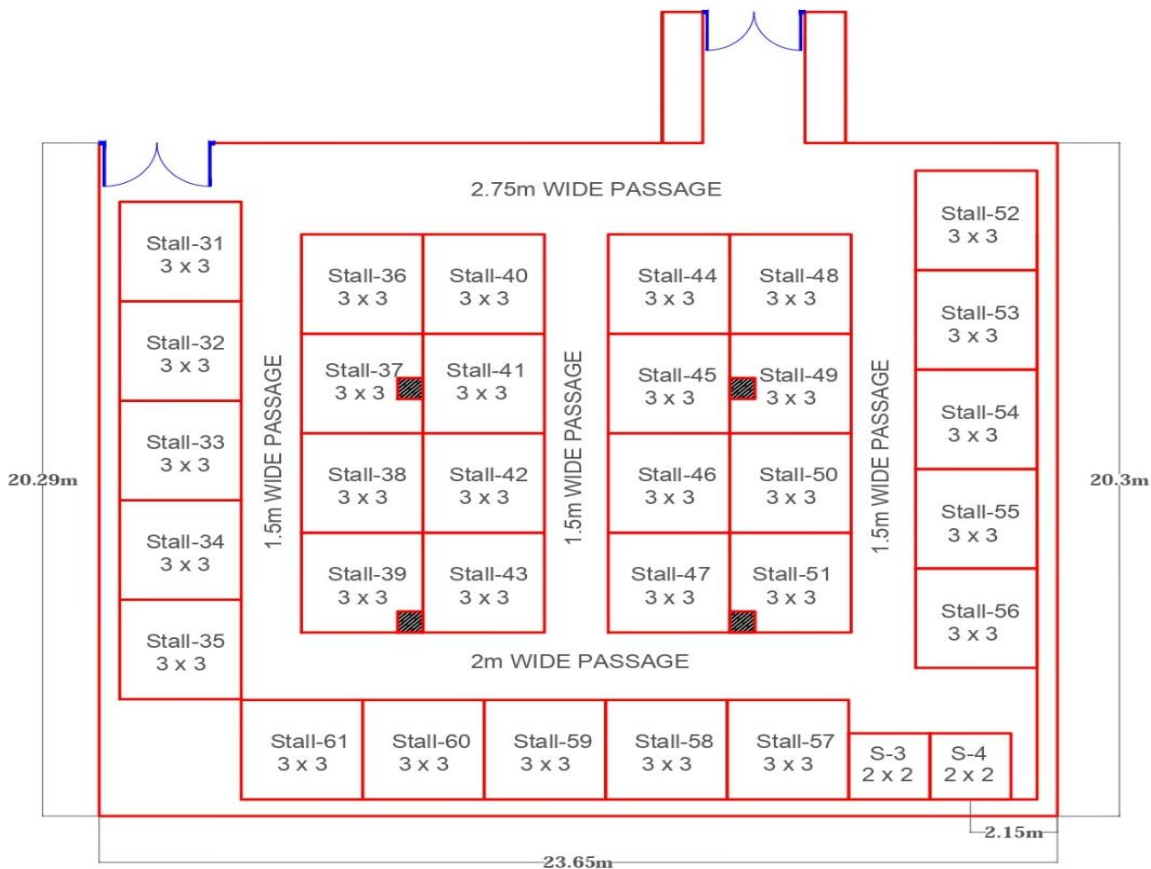 2.75m WIDE PASSAGE
Stall-31
3 x 3
Stall-32
3 x 3
Stall-33
3 x 3
Stall-34
3 x 3
Stall-35
3 x 3
1.5m WIDE PASSAGE
Stall-36
3 x 3
Stall-37
3 x 3
Stall-38
3 x 3
Stall-39
3 x 3
Stall-40
3 x 3
Stall-41
3 x 3
Stall-42
3 x 3
Stall-43
3 x 3
1.5m WIDE PASSAGE
Stall-44
3 x 3
Stall-45
3 x 3
Stall-46
3 x 3
Stall-47
3 x 3
Stall-48
3 x 3
Stall-49
3 x 3
Stall-50
3 x 3
Stall-51
3 x 3
1.5m WIDE PASSAGE
Stall-52
3 x 3
Stall-53
3 x 3
Stall-54
3 x 3
Stall-55
3 x 3
Stall-56
3 x 3
20.29m
20.3m
2m WIDE PASSAGE
Stall-61
3 x 3
Stall-60
3 x 3
Stall-59
3 x 3
Stall-58
3 x 3
Stall-57
3 x 3
S-3
2 x 2
S-4
2 x 2
2.15m
23.65m